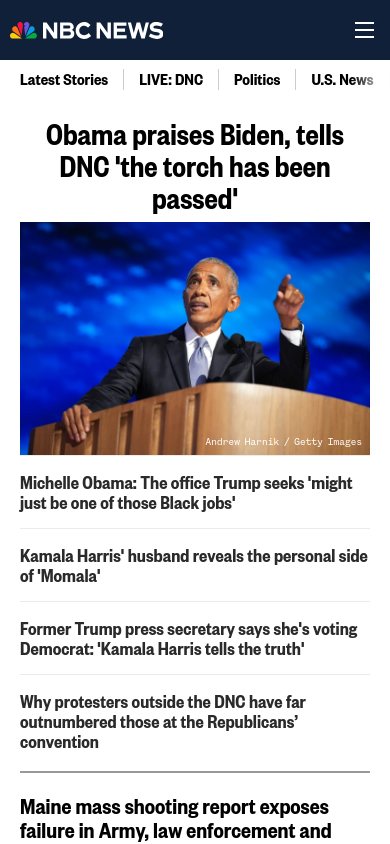 NBC NEWS
Latest Stories
LIVE: DNC
Politics
U.S. News
Obama praises Biden, tells
DNC 'the torch has been
passed'
Andrew Harnik / Getty Images
Michelle Obama: The office Trump seeks 'might
just be one of those Black jobs'
Kamala Harris' husband reveals the personal side
of 'Momala'
Former Trump press secretary says she's voting
Democrat: 'Kamala Harris tells the truth'
Why protesters outside the DNC have far
outnumbered those at the Republicans’
convention
Maine mass shooting report exposes
failure in Army, law enforcement and